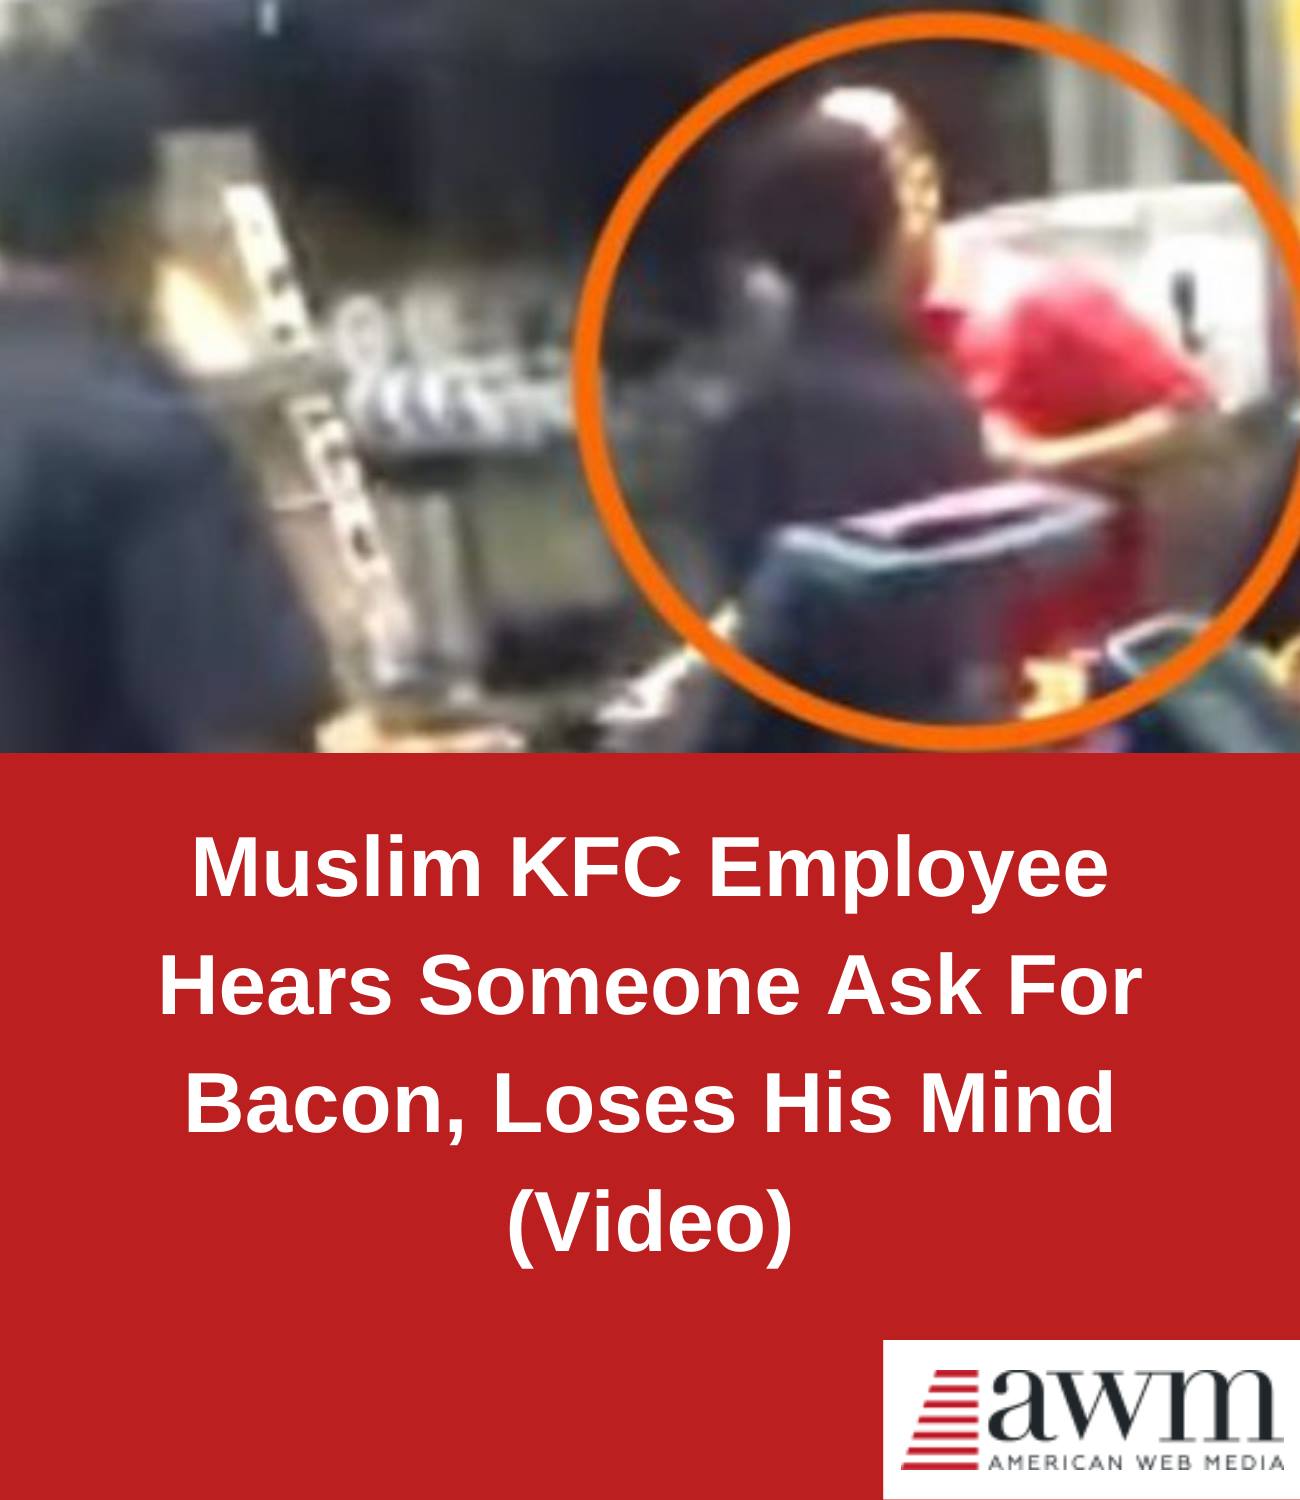 Muslim KFC Employee
Hears Someone Ask For
Bacon, Loses His Mind
(Video)
awm
AMERICAN WEB MEDIA